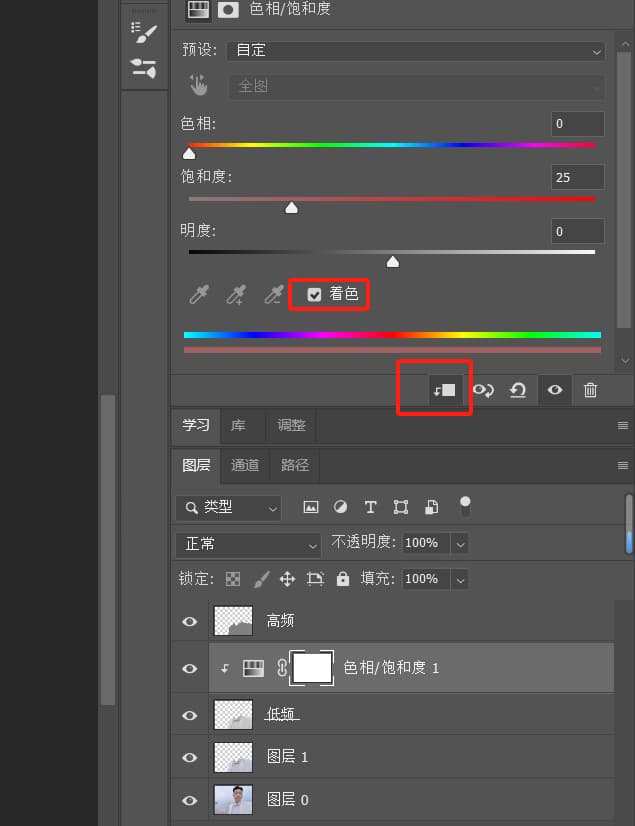 色相/饱和度
预设: 自定
全图
色相: 0
饱和度: 25
明度: 0
着色
学习 库 调整
图层 通道 路径
类型
正常 不透明度: 100%
锁定: 填充: 100%
高频
色相/饱和度 1
低频
图层 1
图层 0